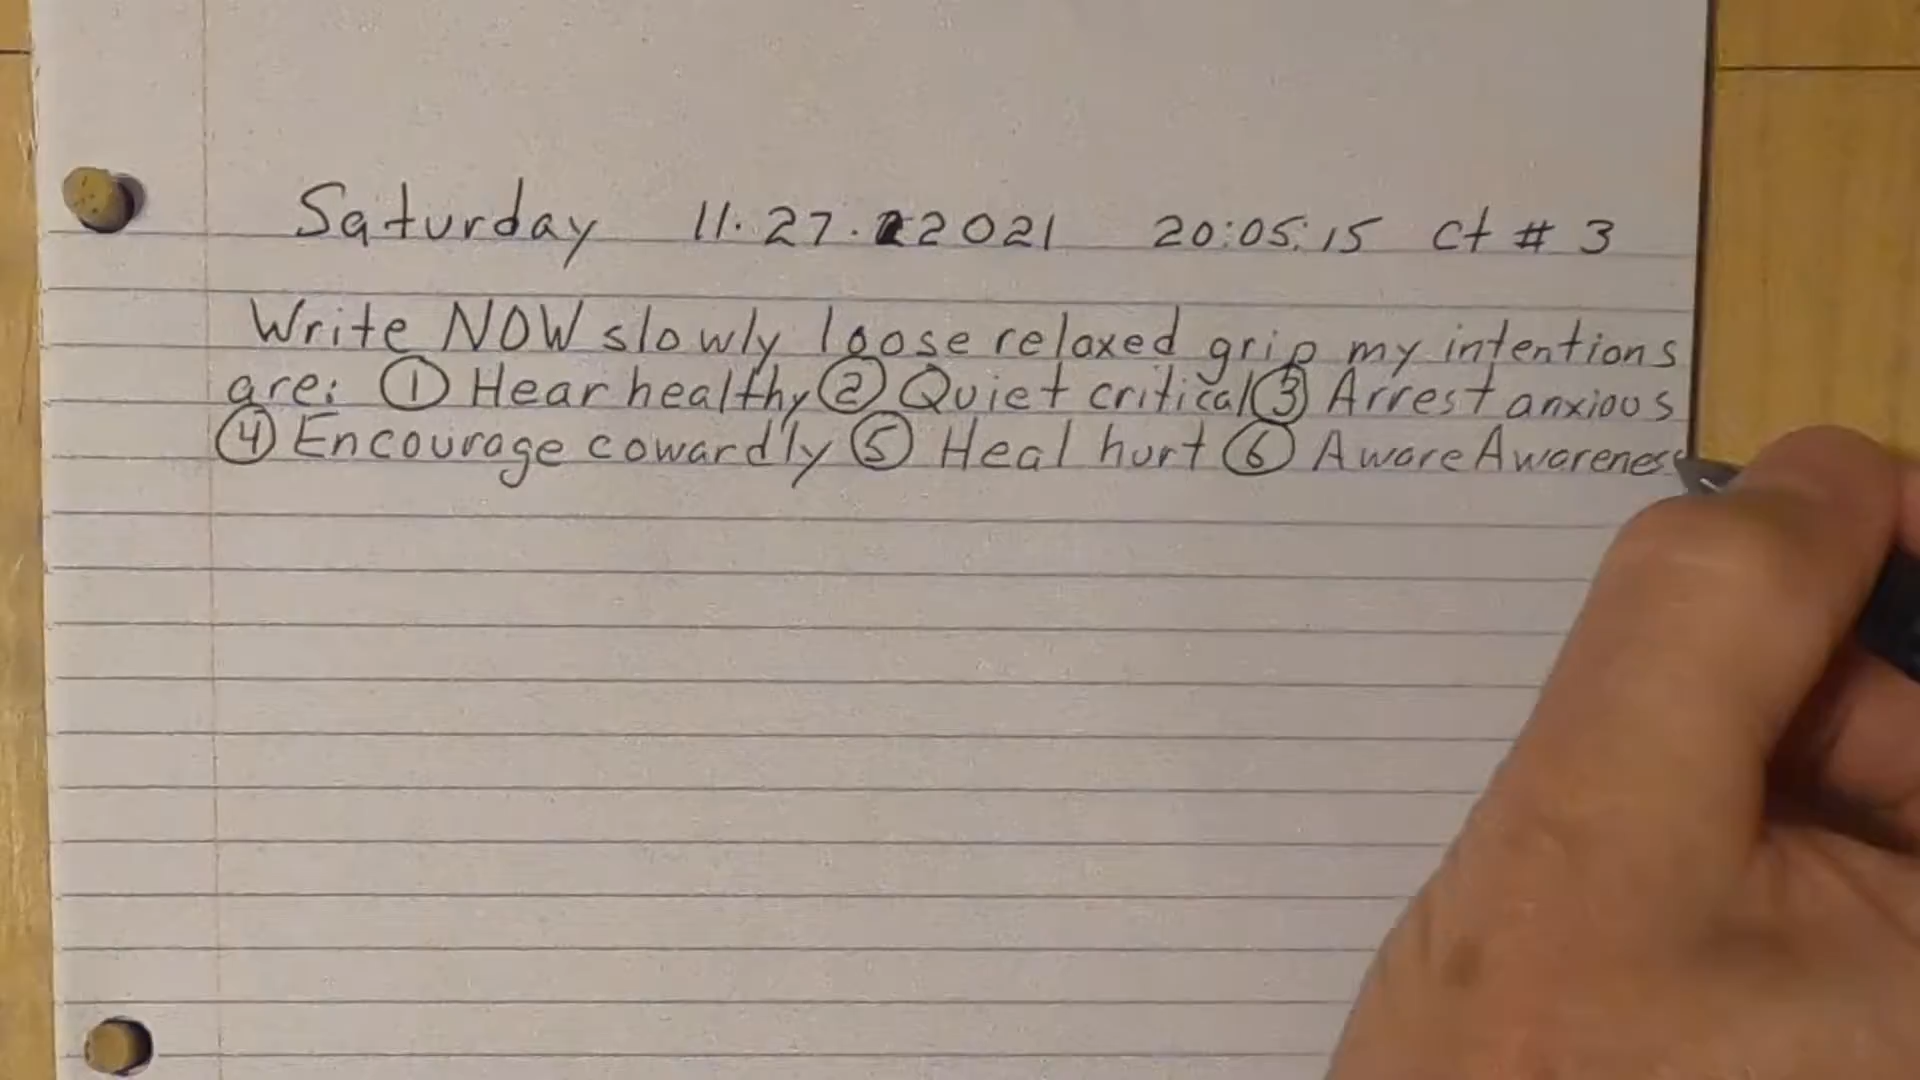 Saturday 11.27.2021 20:05:15 Ct # 3
Write NOW slowly loose relaxed grip my intentions
are: ① Hear healthy ② Quiet critical ③ Arrest anxious
④ Encourage cowardly ⑤ Heal hurt ⑥ Aware Awareness